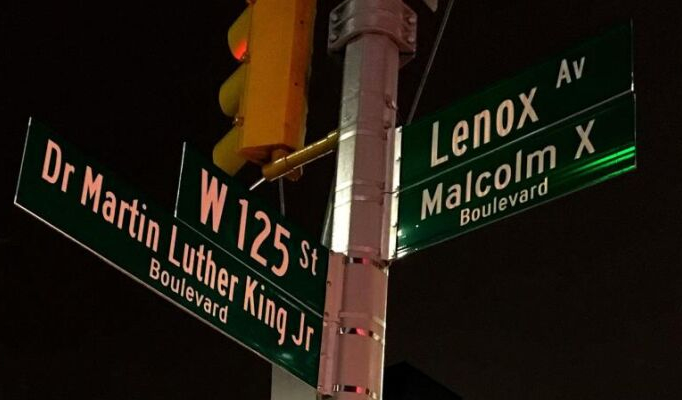 W 125 St
Dr Martin Luther King Jr
Boulevard
Lenox Av
Malcolm X
Boulevard